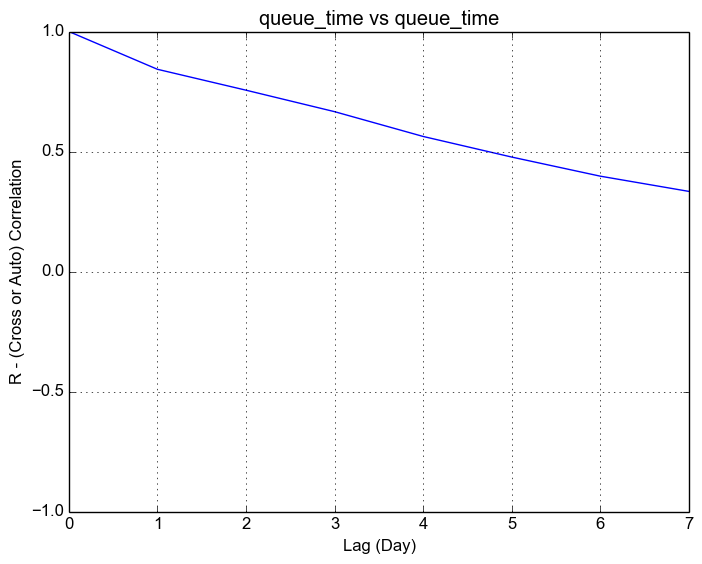 queue_time vs queue_time
R - (Cross or Auto) Correlation
1.0
0.5
0.0
−0.5
−1.0
0 1 2 3 4 5 6 7
Lag (Day)